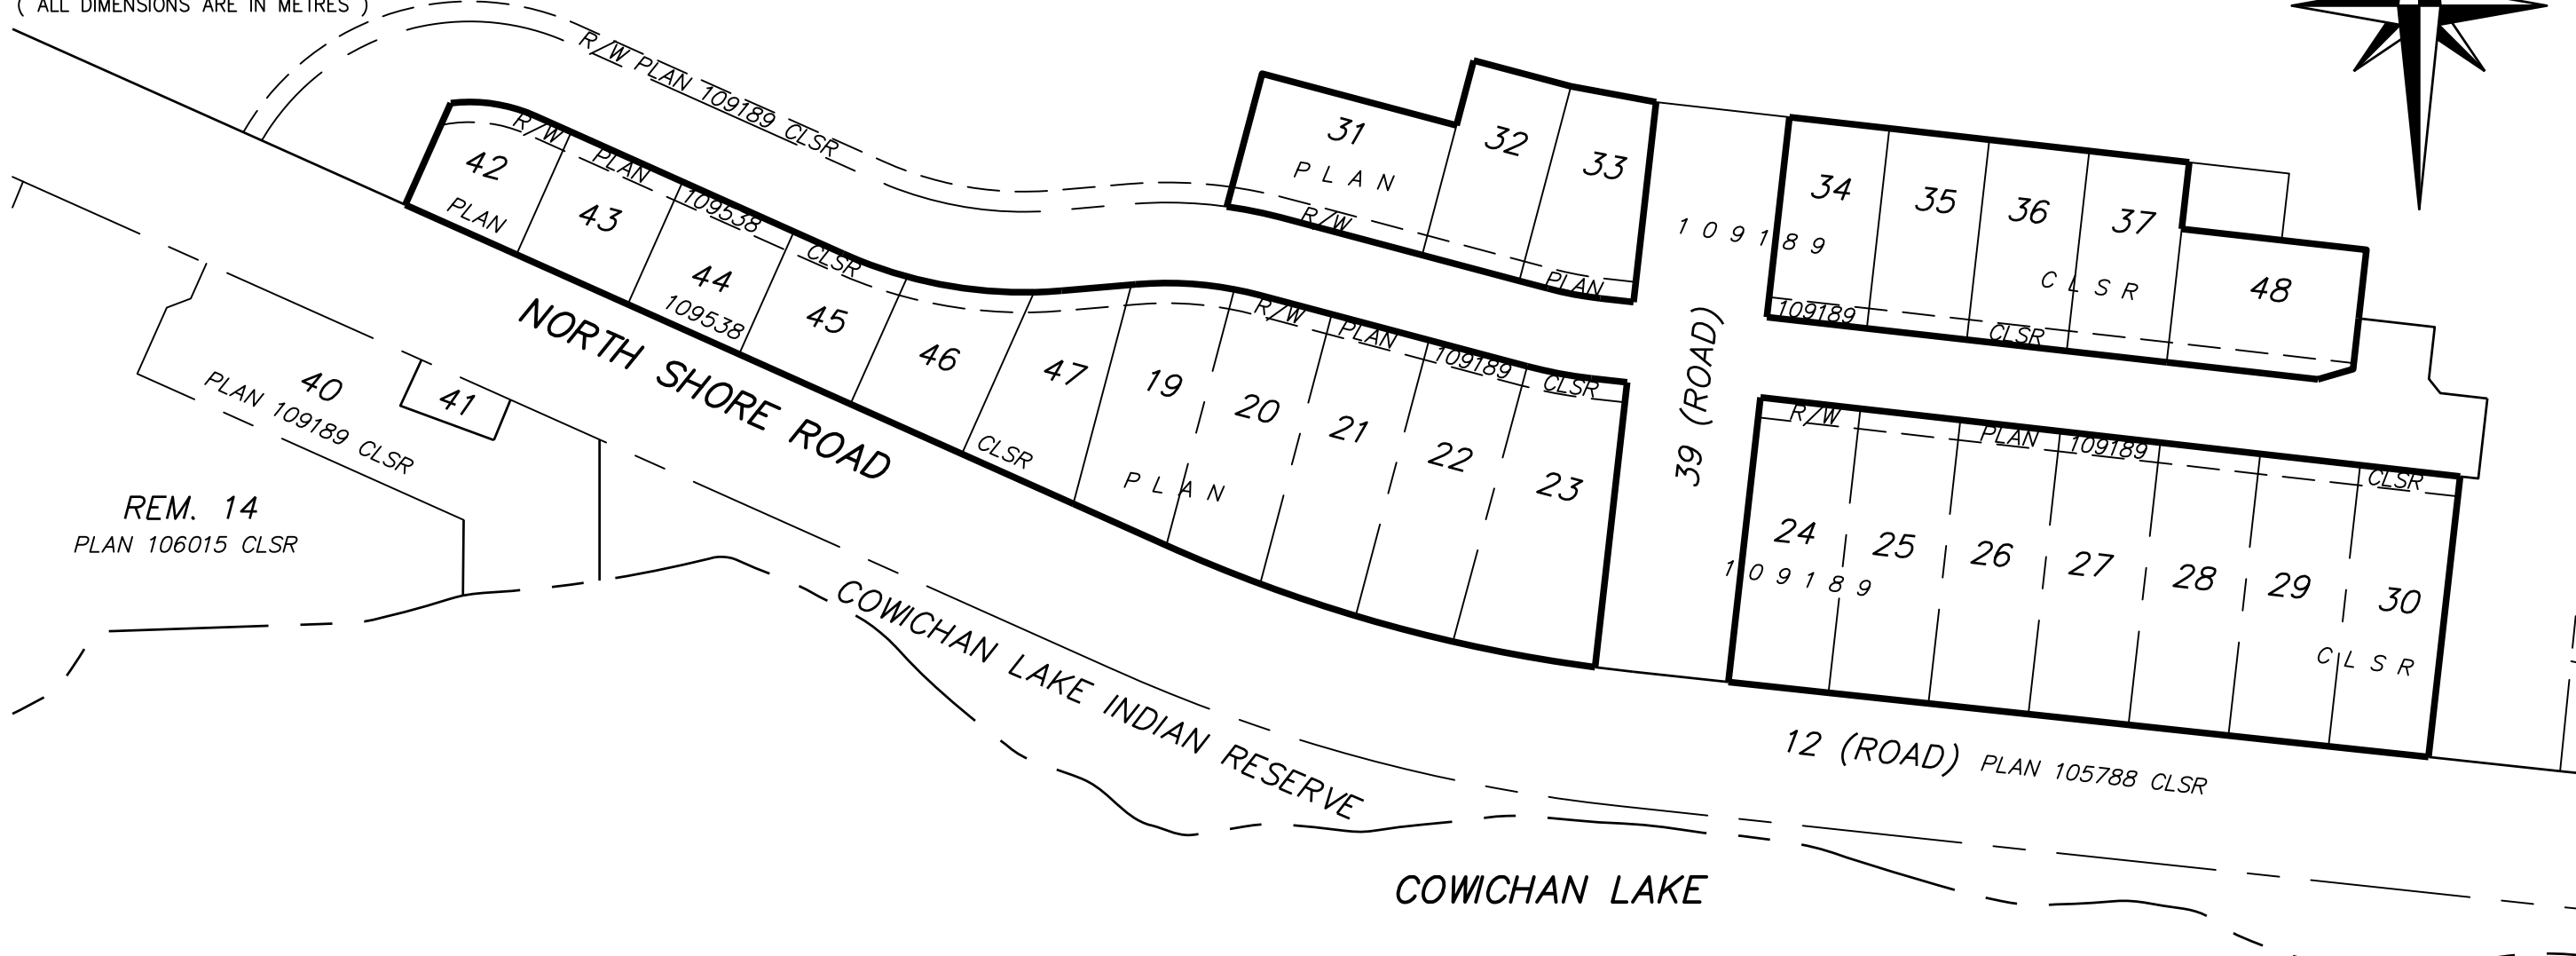 ( ALL DIMENSIONS ARE IN METRES )
R/W PLAN 109189 CLSR
42
43
44
45
46
47
PLAN 109538 CLSR
R/W PLAN 109538 CLSR
31
32
33
34
35
36
37
48
PLAN 109189 CLSR
R/W PLAN 109189 CLSR
19
20
21
22
23
R/W PLAN 109189 CLSR
39 (ROAD)
24
25
26
27
28
29
30
R/W PLAN 109189 CLSR
PLAN 109189 CLSR
NORTH SHORE ROAD
40
PLAN 109189 CLSR
41
REM. 14
PLAN 106015 CLSR
COWICHAN LAKE INDIAN RESERVE
12 (ROAD) PLAN 105788 CLSR
COWICHAN LAKE